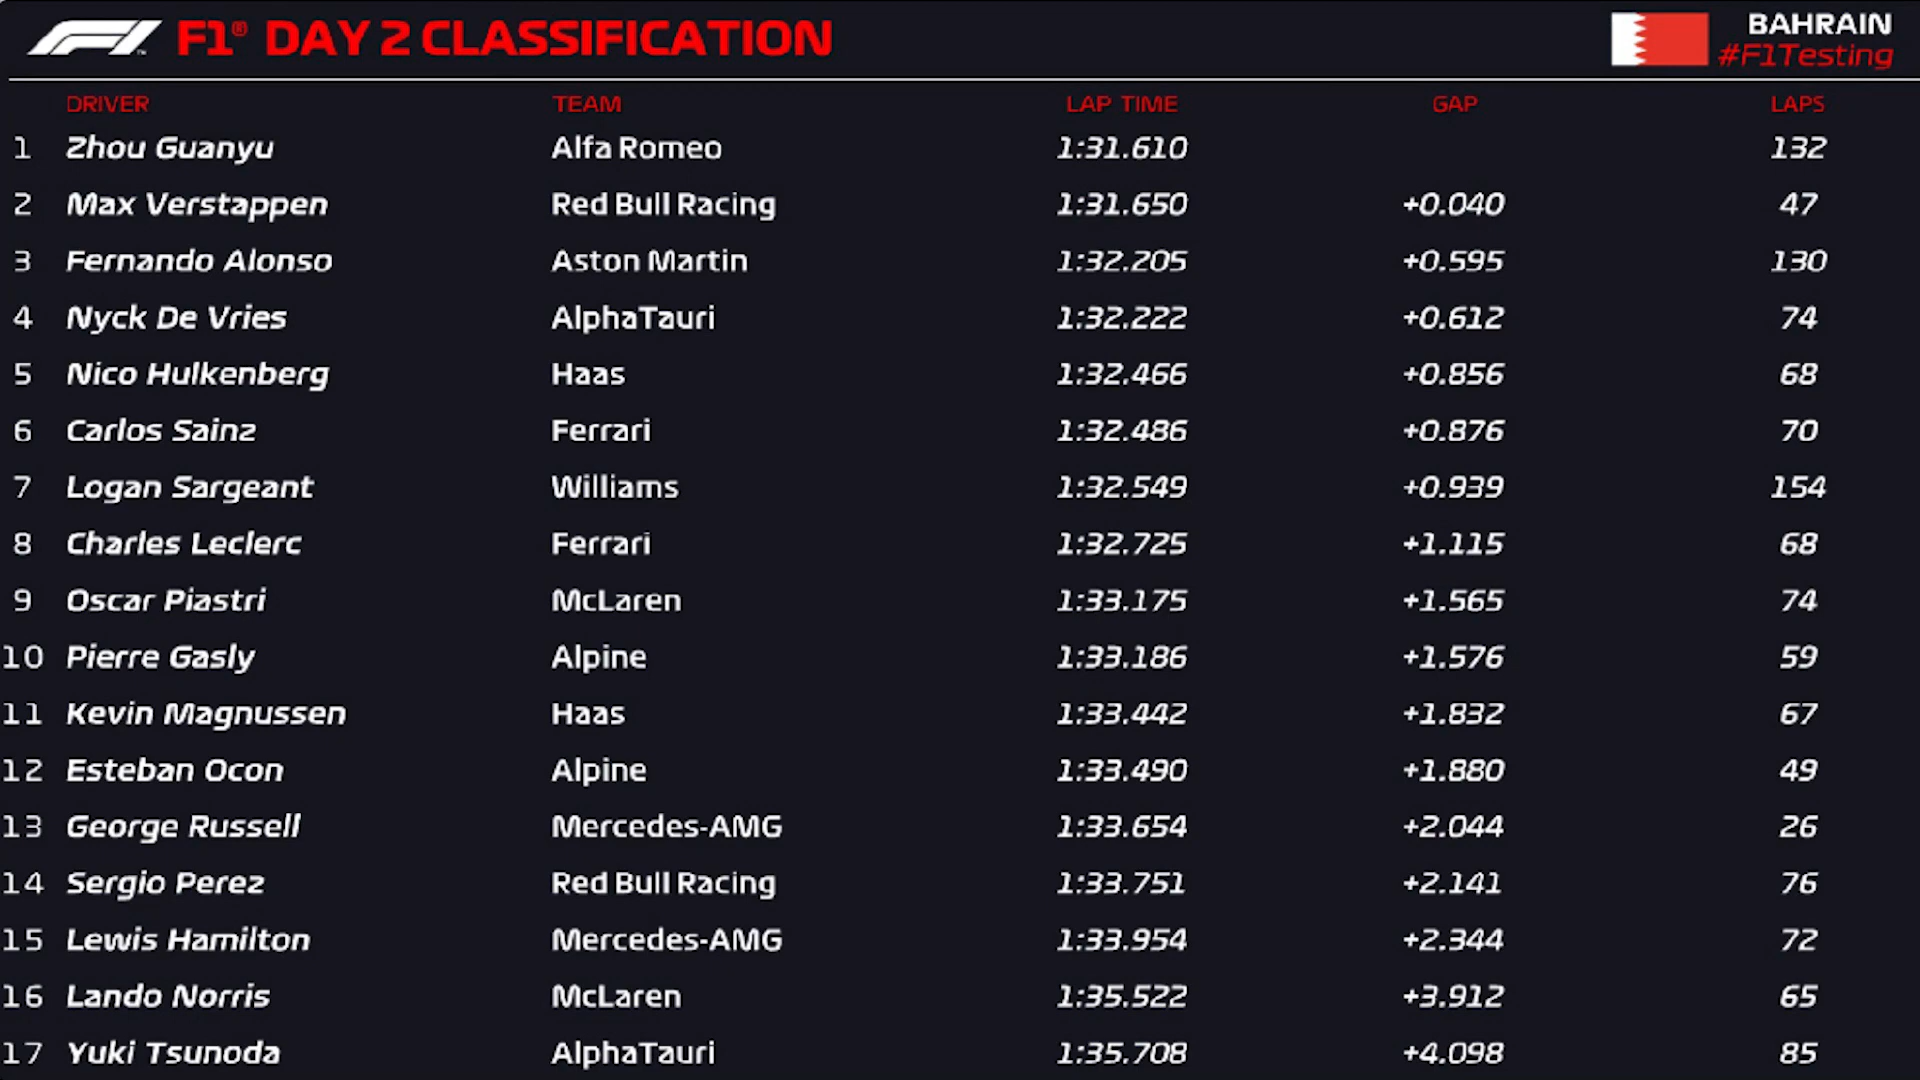 F1 F1® DAY 2 CLASSIFICATION BAHRAIN
#F1Testing
DRIVER TEAM LAP TIME GAP LAPS
1 Zhou Guanyu Alfa Romeo 1:31.610 132
2 Max Verstappen Red Bull Racing 1:31.650 +0.040 47
3 Fernando Alonso Aston Martin 1:32.205 +0.595 130
4 Nyck De Vries AlphaTauri 1:32.222 +0.612 74
5 Nico Hulkenberg Haas 1:32.466 +0.856 68
6 Carlos Sainz Ferrari 1:32.486 +0.876 70
7 Logan Sargeant Williams 1:32.549 +0.939 154
8 Charles Leclerc Ferrari 1:32.725 +1.115 68
9 Oscar Piastri McLaren 1:33.175 +1.565 74
10 Pierre Gasly Alpine 1:33.186 +1.576 59
11 Kevin Magnussen Haas 1:33.442 +1.832 67
12 Esteban Ocon Alpine 1:33.490 +1.880 49
13 George Russell Mercedes-AMG 1:33.654 +2.044 26
14 Sergio Perez Red Bull Racing 1:33.751 +2.141 76
15 Lewis Hamilton Mercedes-AMG 1:33.954 +2.344 72
16 Lando Norris McLaren 1:35.522 +3.912 65
17 Yuki Tsunoda AlphaTauri 1:35.708 +4.098 85